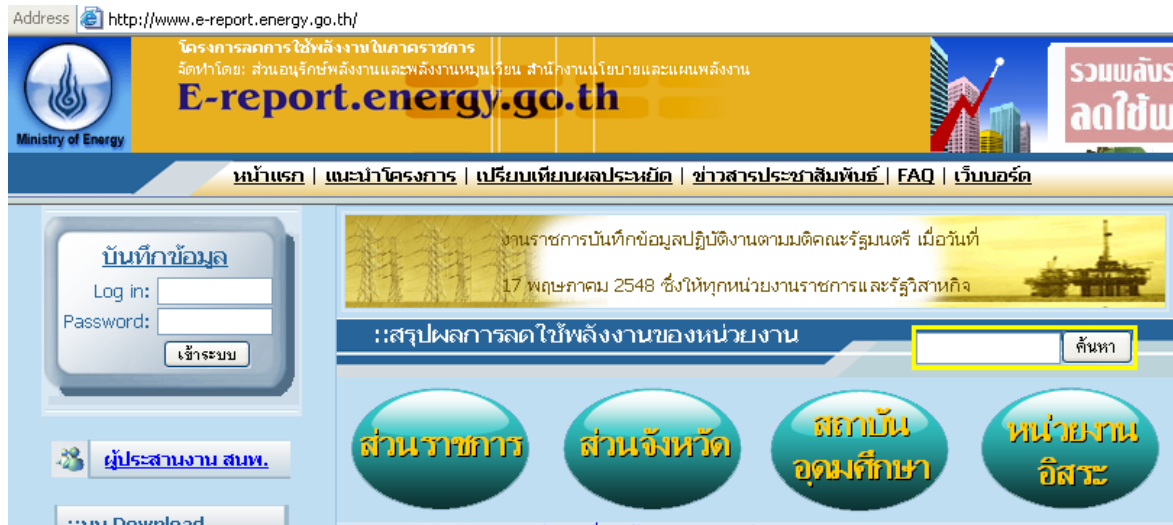 Address http://www.e-report.energy.go.th/
โครงการลดการใช้พลังงานในภาคราชการ
จัดทำโดย: ส่วนอนุรักษ์พลังงานและพลังงานหมุนเวียน สำนักงานนโยบายและแผนพลังงาน
E-report.energy.go.th
Ministry of Energy
รวมพลัง
ลดใช้
หน้าแรก | แนะนำโครงการ | เปรียบเทียบผลประหยัด | ข่าวสารประชาสัมพันธ์ | FAQ | เว็บบอร์ด
บันทึกข้อมูล
Log in:
Password:
เข้าระบบ
งานราชการบันทึกข้อมูลปฏิบัติงานตามมติคณะรัฐมนตรี เมื่อวันที่
17 พฤษภาคม 2548 ซึ่งให้ทุกหน่วยงานราชการและรัฐวิสาหกิจ
::สรุปผลการลดใช้พลังงานของหน่วยงาน
ค้นหา
ส่วนราชการ
ส่วนจังหวัด
สถาบัน
อุดมศึกษา
หน่วยงาน
อิสระ
ผู้ประสานงาน สนพ.
Download